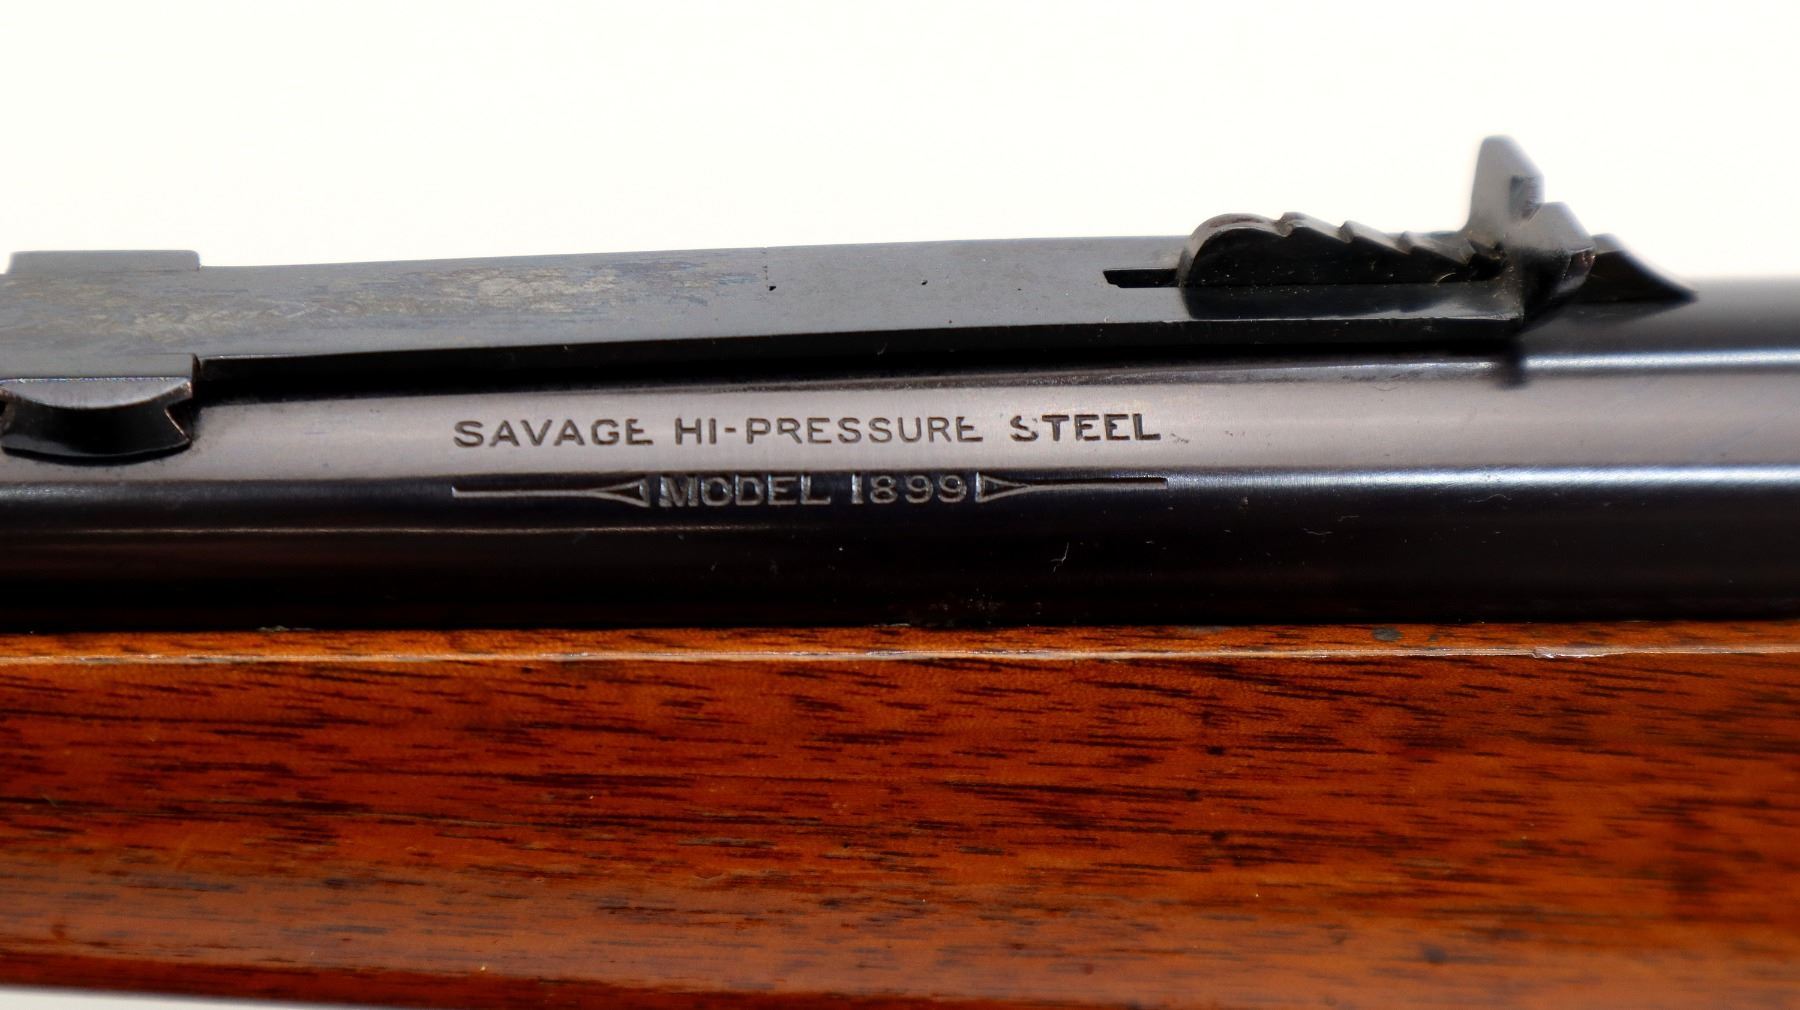 SAVAGE HI-PRESSURE STEEL
MODEL 1899